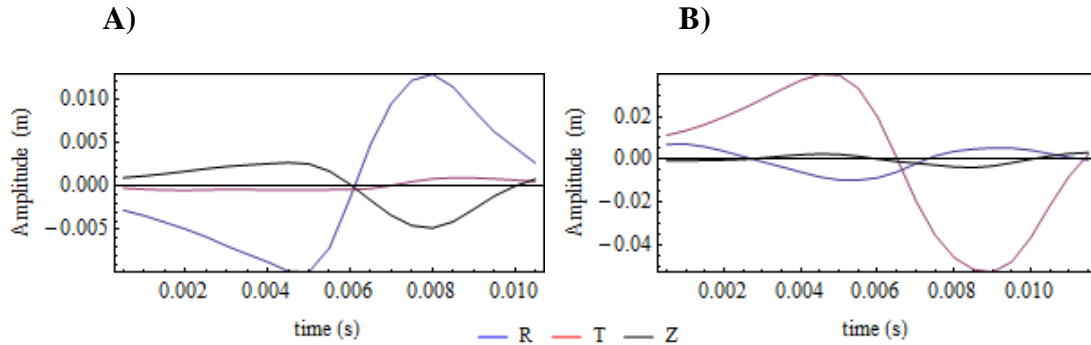 A) B)
Amplitude (m) Amplitude (m)
0.010 0.02
0.005 0.00
0.000 −0.02
−0.005 −0.04
0.002 0.004 0.006 0.008 0.010 0.002 0.004 0.006 0.008 0.010
time (s) R T Z time (s)